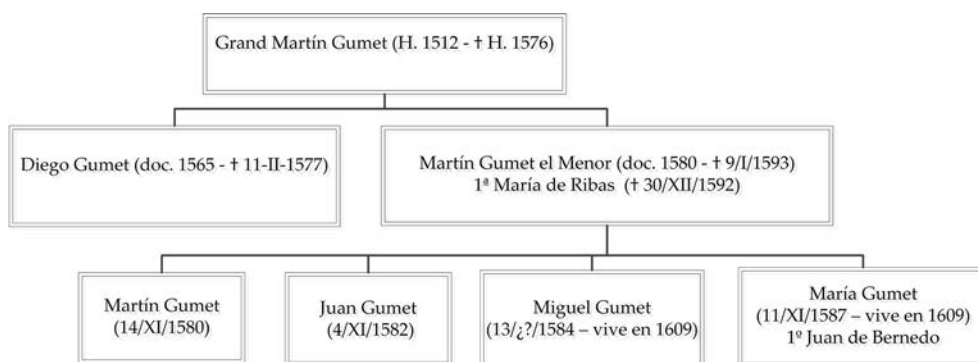 Grand Martín Gumet (H. 1512 - † H. 1576)
Diego Gumet (doc. 1565 - † 11-II-1577)
Martín Gumet el Menor (doc. 1580 - † 9/I/1593)
1ª María de Ribas († 30/XII/1592)
Martín Gumet
(14/XI/1580)
Juan Gumet
(4/XI/1582)
Miguel Gumet
(13/¿?/1584 – vive en 1609)
María Gumet
(11/XI/1587 – vive en 1609)
1º Juan de Bernedo